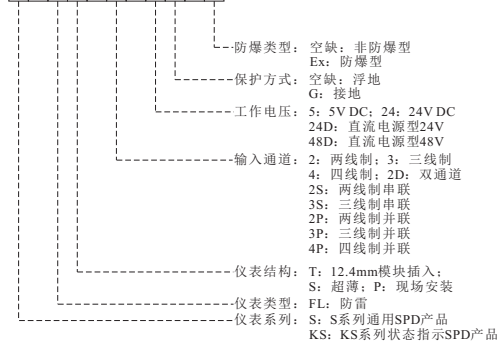 防爆类型：空缺：非防爆型
Ex：防爆型
保护方式：空缺：浮地
G：接地
工作电压：5：5V DC；24：24V DC
24D：直流电源型24V
48D：直流电源型48V
输入通道：2：两线制；3：三线制
4：四线制；2D：双通道
2S：两线制串联
3S：三线制串联
2P：两线制并联
3P：三线制并联
4P：四线制并联
仪表结构：T：12.4mm模块插入；
S：超薄；P：现场安装
仪表类型：FL：防雷
仪表系列：S：S系列通用SPD产品
KS：KS系列状态指示SPD产品